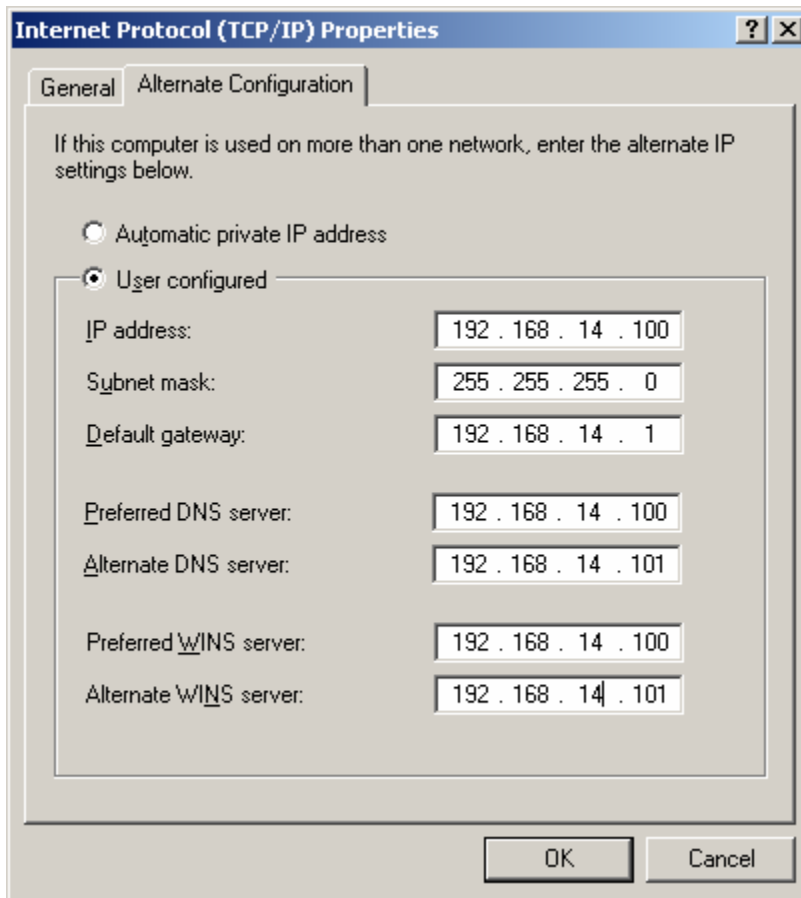 Internet Protocol (TCP/IP) Properties
General Alternate Configuration
If this computer is used on more than one network, enter the alternate IP
settings below.
Automatic private IP address
User configured
IP address: 192 . 168 . 14 . 100
Subnet mask: 255 . 255 . 255 . 0
Default gateway: 192 . 168 . 14 . 1
Preferred DNS server: 192 . 168 . 14 . 100
Alternate DNS server: 192 . 168 . 14 . 101
Preferred WINS server: 192 . 168 . 14 . 100
Alternate WINS server: 192 . 168 . 14 . 101
OK Cancel